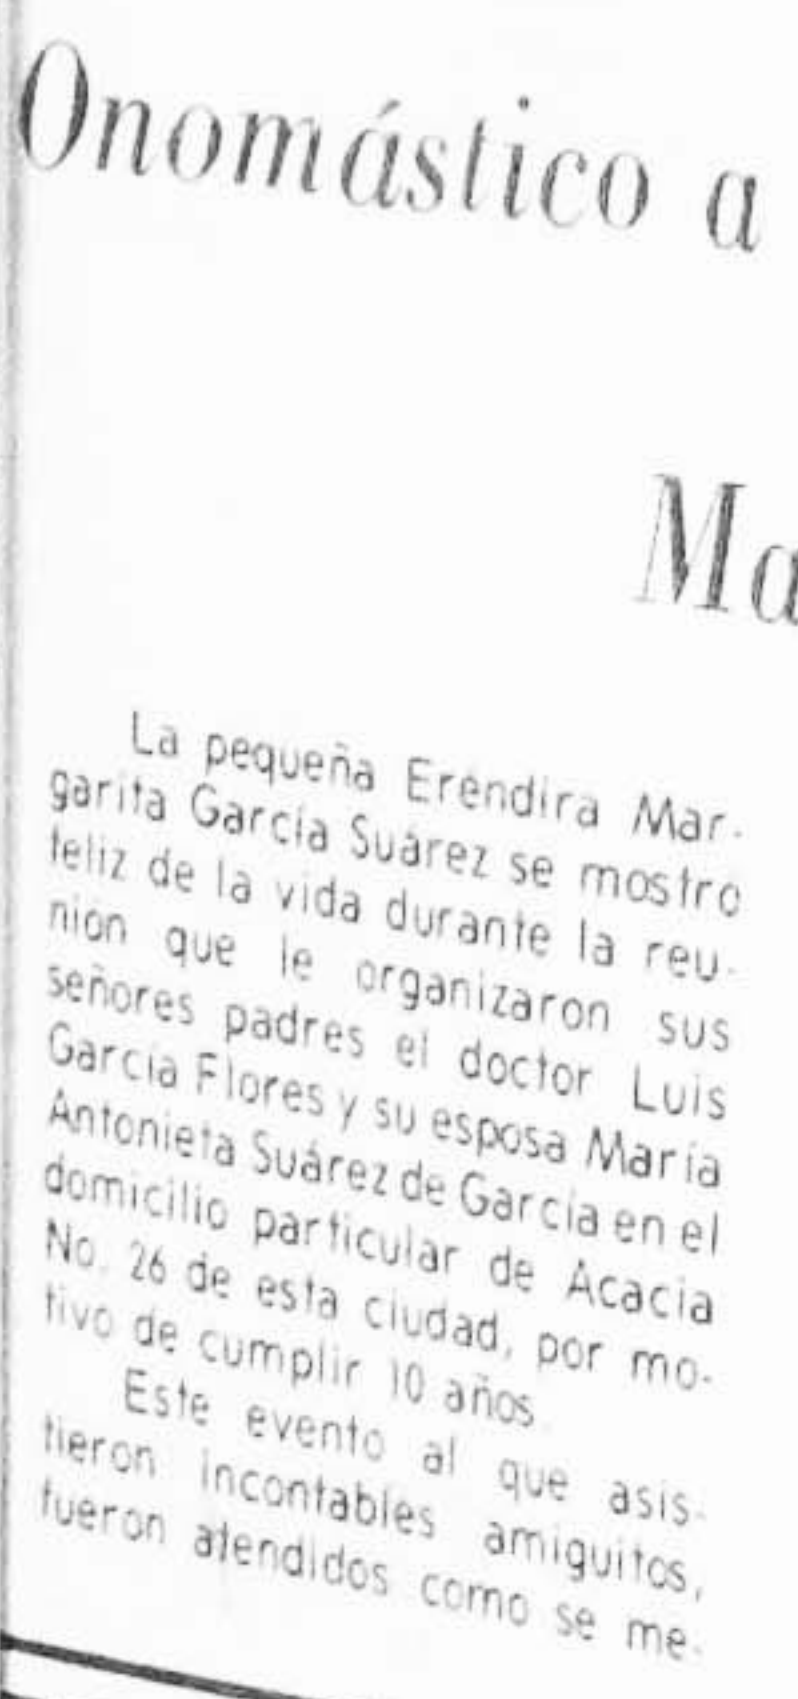 Onomástico a
Ma
La pequeña Erendira Mar-
garita García Suárez se mostro
feliz de la vida durante la reu-
nion que le organizaron sus
señores padres el doctor Luis
García Flores y su esposa María
Antonieta Suárez de García en el
domicilio particular de Acacia
No. 26 de esta ciudad, por mo-
tivo de cumplir 10 años.
Este evento al que asis-
tieron incontables amiguitos,
fueron atendidos como se me-